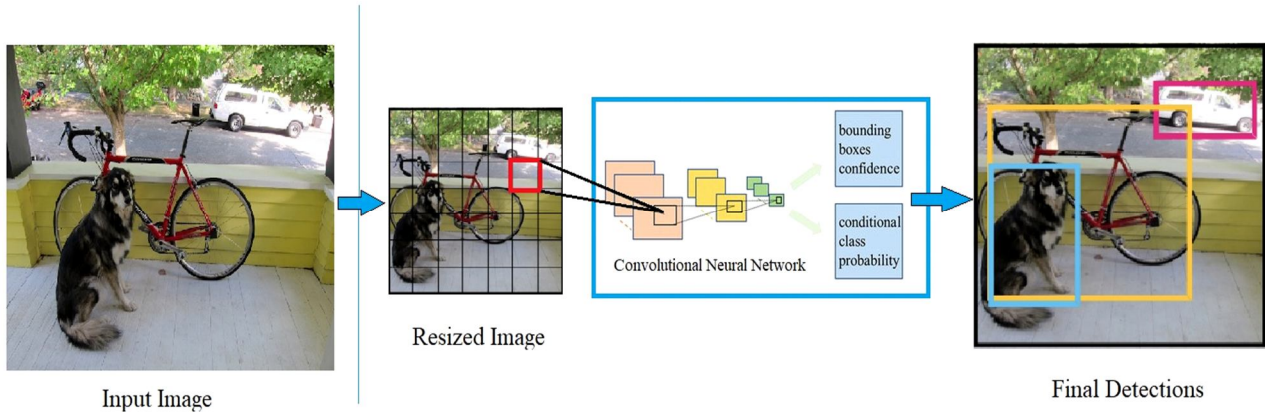 bounding
boxes
confidence
conditional
class
probability
Convolutional Neural Network
Resized Image
Input Image
Final Detections